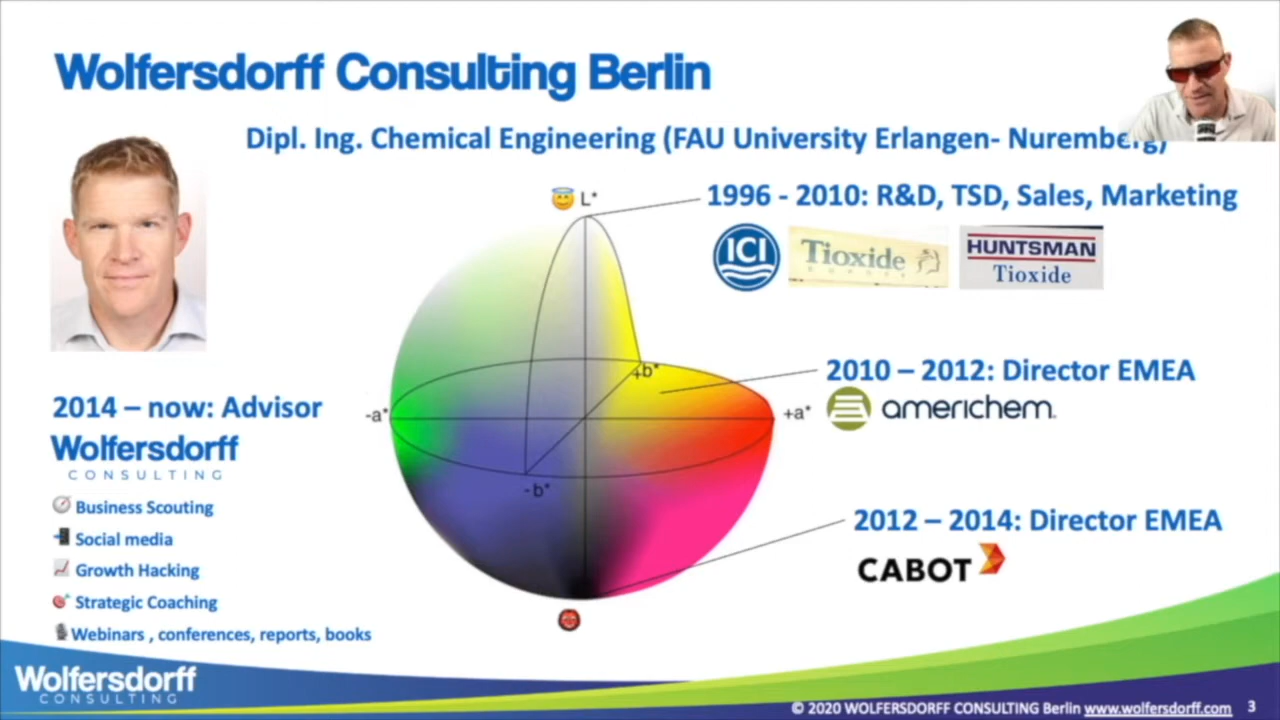 Wolfersdorff Consulting Berlin
Dipl. Ing. Chemical Engineering (FAU University Erlangen- Nuremberg)
L*
1996 - 2010: R&D, TSD, Sales, Marketing
ICI
Tioxide
HUNTSMAN
Tioxide
+b*
2010 – 2012: Director EMEA
americhem.
-a*
+a*
-b*
2012 – 2014: Director EMEA
CABOT
2014 – now: Advisor
Wolfersdorff
CONSULTING
Business Scouting
Social media
Growth Hacking
Strategic Coaching
Webinars , conferences, reports, books
Wolfersdorff
CONSULTING
© 2020 WOLFERSDORFF CONSULTING Berlin www.wolfersdorff.com 3